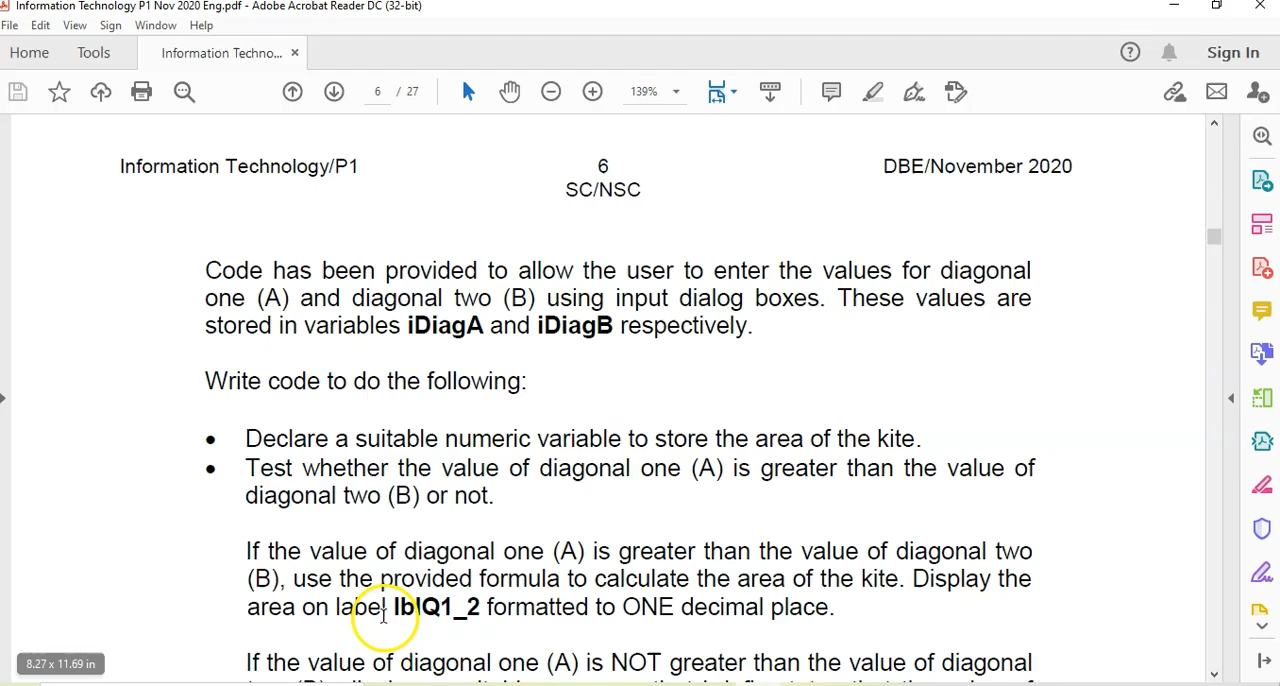 Information Technology P1 Nov 2020 Eng.pdf - Adobe Acrobat Reader DC (32-bit)
File Edit View Sign Window Help
Home Tools Information Techno... × Sign In
6 / 27 139%
Information Technology/P1 6 DBE/November 2020
SC/NSC
Code has been provided to allow the user to enter the values for diagonal
one (A) and diagonal two (B) using input dialog boxes. These values are
stored in variables iDiagA and iDiagB respectively.
Write code to do the following:
• Declare a suitable numeric variable to store the area of the kite.
• Test whether the value of diagonal one (A) is greater than the value of
diagonal two (B) or not.
If the value of diagonal one (A) is greater than the value of diagonal two
(B), use the provided formula to calculate the area of the kite. Display the
area on label lblQ1_2 formatted to ONE decimal place.
8.27 x 11.69 in
If the value of diagonal one (A) is NOT greater than the value of diagonal